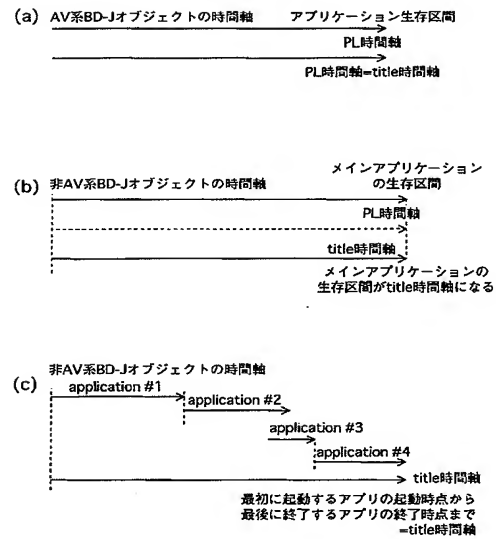 (a) AV系BD-Jオブジェクトの時間軸 アプリケーション生存区間
PL時間軸
PL時間軸=title時間軸
メインアプリケーション
の生存区間
(b) 非AV系BD-Jオブジェクトの時間軸
PL時間軸
title時間軸
メインアプリケーションの
生存区間がtitle時間軸になる
非AV系BD-Jオブジェクトの時間軸
(c) application #1
application #2
application #3
application #4
title時間軸
最初に起動するアプリの起動時点から
最後に終了するアプリの終了時点まで
=title時間軸